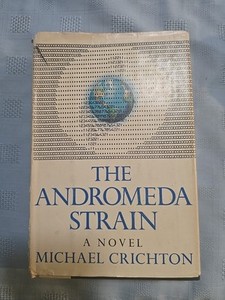 THE
ANDROMEDA
STRAIN
A NOVEL
MICHAEL CRICHTON